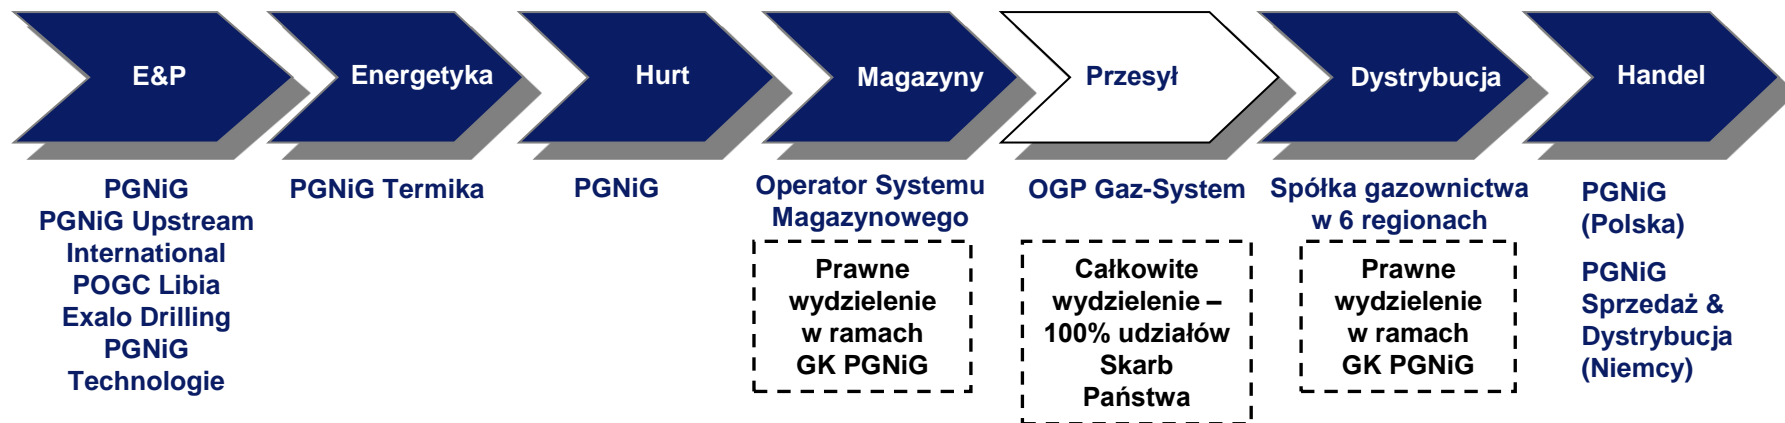 E&P
Energetyka
Hurt
Magazyny
Przesył
Dystrybucja
Handel
PGNiG
PGNiG Upstream
International
POGC Libia
Exalo Drilling
PGNiG
Technologie
PGNiG Termika
PGNiG
Operator Systemu
Magazynowego
Prawne
wydzielenie
w ramach
GK PGNiG
OGP Gaz-System
Całkowite
wydzielenie –
100% udziałów
Skarb
Państwa
Spółka gazownictwa
w 6 regionach
Prawne
wydzielenie
w ramach
GK PGNiG
PGNiG
(Polska)
PGNiG
Sprzedaż &
Dystrybucja
(Niemcy)